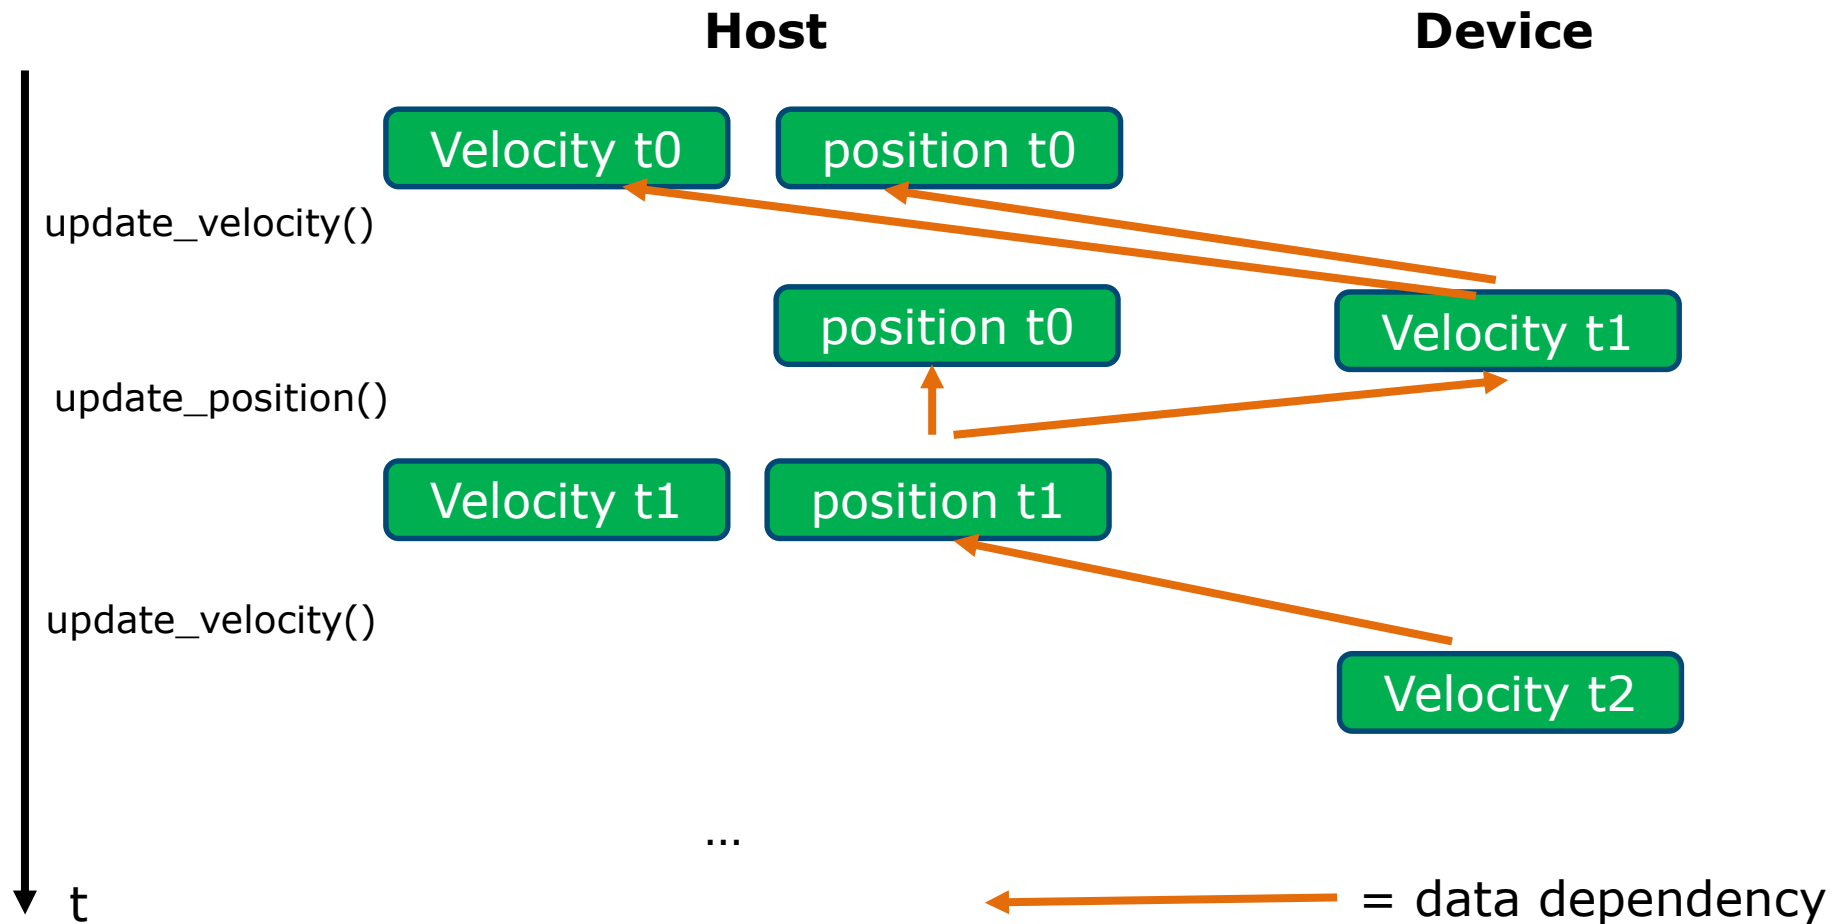 Host
Device
Velocity t0
position t0
update_velocity()
position t0
Velocity t1
update_position()
Velocity t1
position t1
update_velocity()
Velocity t2
...
t
= data dependency